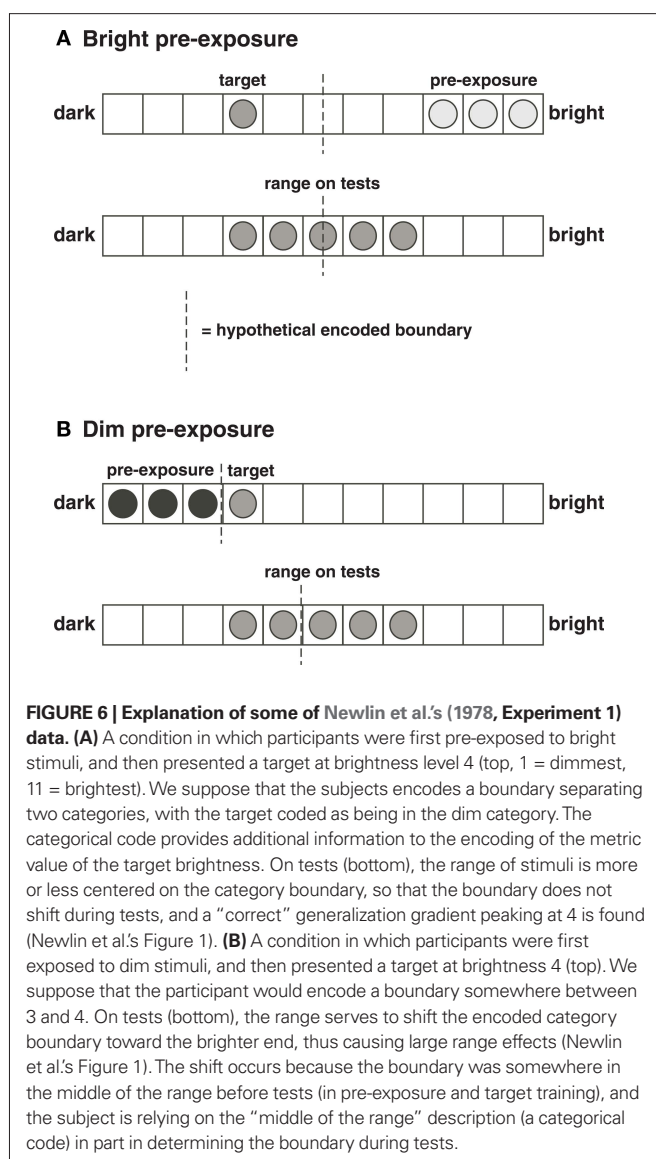 A Bright pre-exposure
target pre-exposure
dark bright
range on tests
dark bright
= hypothetical encoded boundary
B Dim pre-exposure
pre-exposure target
dark bright
range on tests
dark bright
FIGURE 6 | Explanation of some of Newlin et al.'s (1978, Experiment 1)
data. (A) A condition in which participants were first pre-exposed to bright
stimuli, and then presented a target at brightness level 4 (top, 1 = dimmest,
11 = brightest). We suppose that the subjects encodes a boundary separating
two categories, with the target coded as being in the dim category. The
categorical code provides additional information to the encoding of the metric
value of the target brightness. On tests (bottom), the range of stimuli is more
or less centered on the category boundary, so that the boundary does not
shift during tests, and a “correct” generalization gradient peaking at 4 is found
(Newlin et al.'s Figure 1). (B) A condition in which participants were first
exposed to dim stimuli, and then presented a target at brightness 4 (top). We
suppose that the participant would encode a boundary somewhere between
3 and 4. On tests (bottom), the range serves to shift the encoded category
boundary toward the brighter end, thus causing large range effects (Newlin
et al.'s Figure 1). The shift occurs because the boundary was somewhere in
the middle of the range before tests (in pre-exposure and target training), and
the subject is relying on the “middle of the range” description (a categorical
code) in part in determining the boundary during tests.